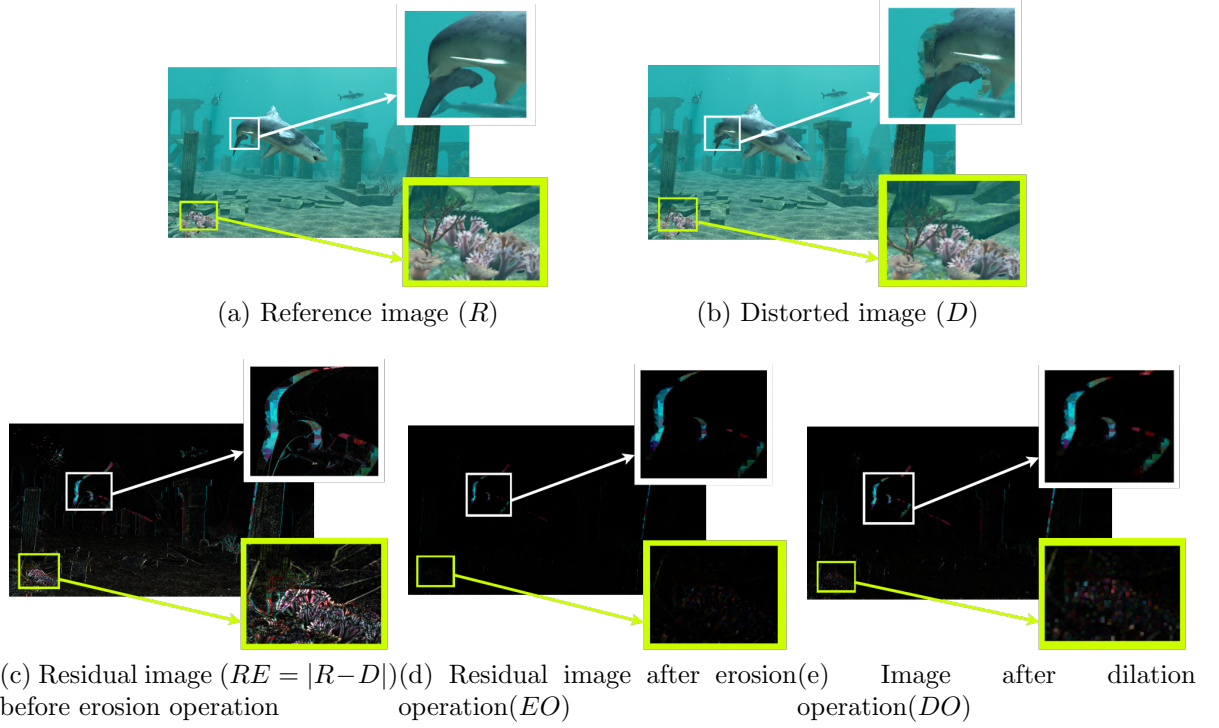 (a) Reference image (R)
(b) Distorted image (D)
(c) Residual image (RE = |R−D|)
before erosion operation
(d) Residual image after erosion
operation(EO)
(e) Image after dilation
operation(DO)